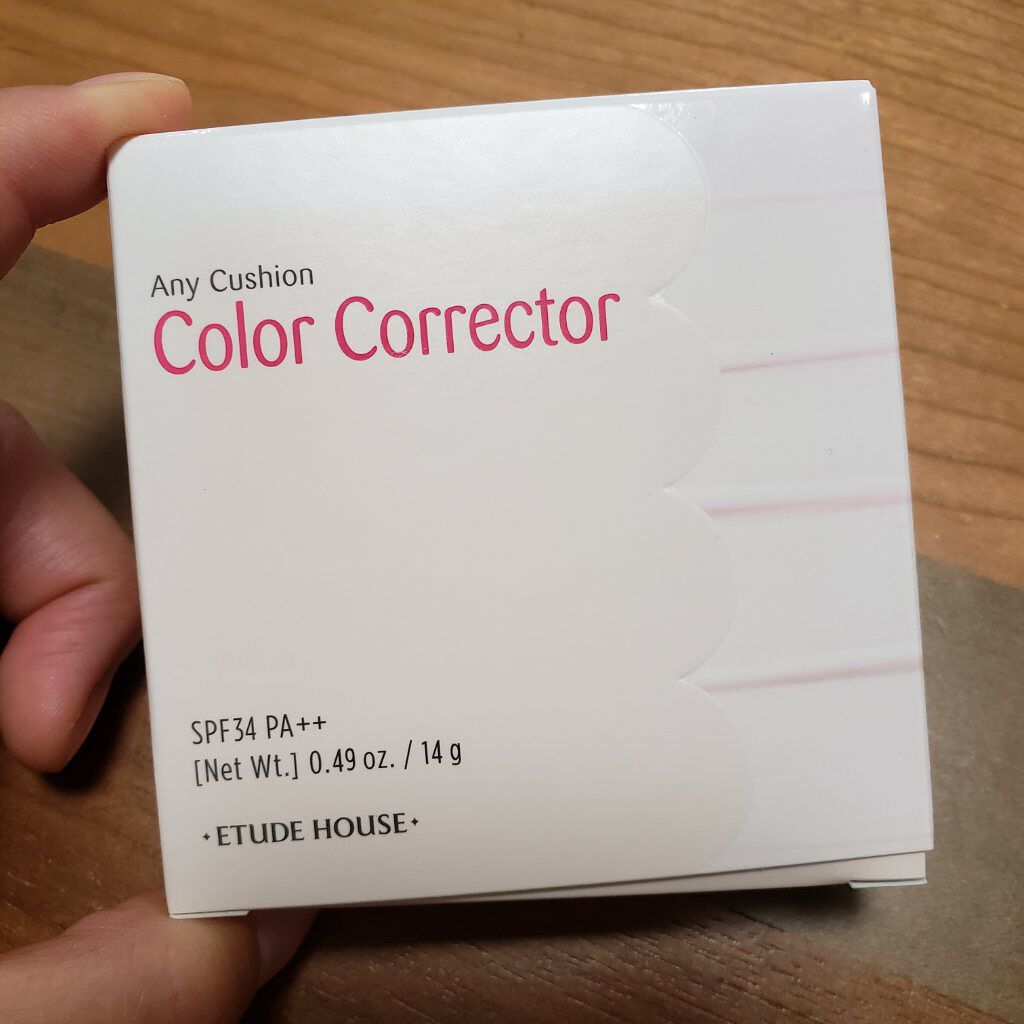 Any Cushion
Color Corrector
SPF34 PA++
[Net Wt.] 0.49 oz. / 14 g
ETUDE HOUSE